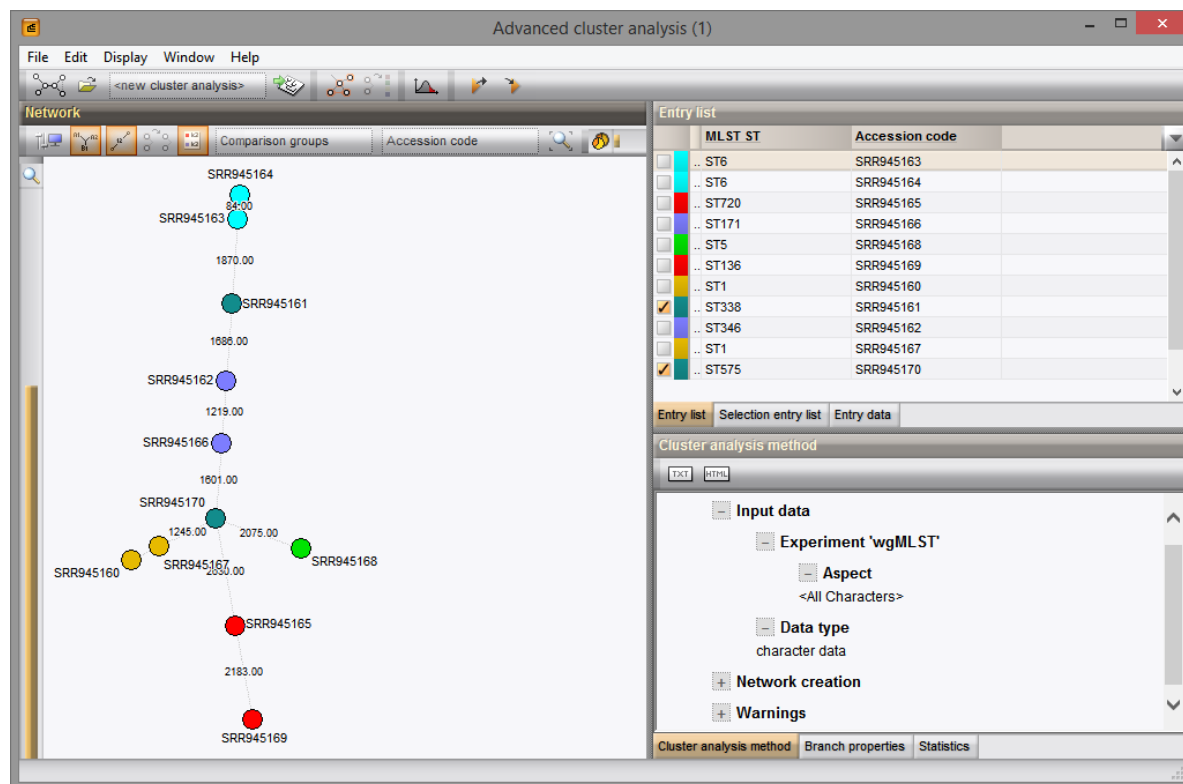 Advanced cluster analysis (1)
File Edit Display Window Help
<new cluster analysis>
Network
Comparison groups
Accession code
SRR945164
84.00
SRR945163
1870.00
SRR945161
1686.00
SRR945162
1219.00
SRR945166
1601.00
SRR945170
1245.00
2075.00
SRR945167
SRR945168
SRR945160
SRR945165
2183.00
SRR945169
Entry list
MLST ST Accession code
.. ST6 SRR945163
.. ST6 SRR945164
.. ST720 SRR945165
.. ST171 SRR945166
.. ST5 SRR945168
.. ST136 SRR945169
.. ST1 SRR945160
.. ST338 SRR945161
.. ST346 SRR945162
.. ST1 SRR945167
.. ST575 SRR945170
Entry list Selection entry list Entry data
Cluster analysis method
TXT HTML
Input data
Experiment 'wgMLST'
Aspect
<All Characters>
Data type
character data
Network creation
Warnings
Cluster analysis method Branch properties Statistics